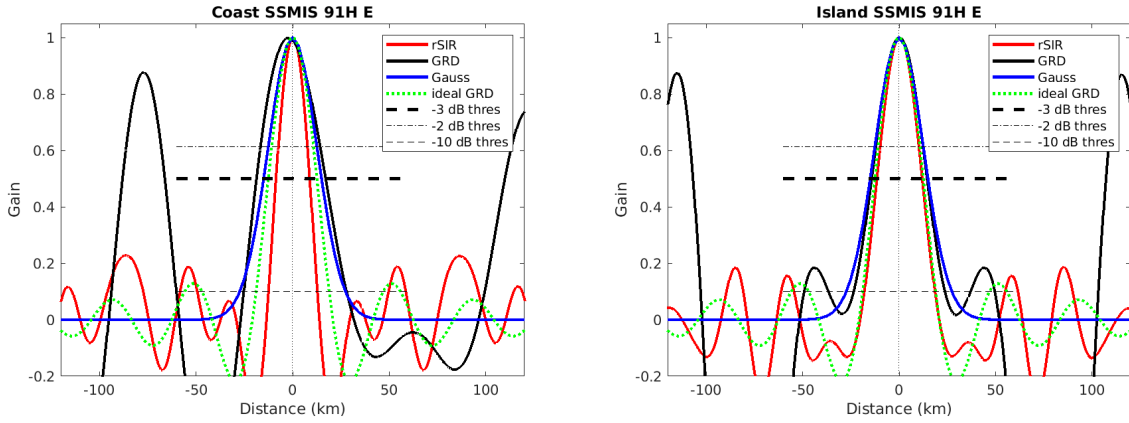 Coast SSMIS 91H E
1
0.8
0.6
0.4
0.2
0
-0.2
Gain
-100
-50
0
50
100
Distance (km)
rSIR
GRD
Gauss
ideal GRD
-3 dB thres
-2 dB thres
-10 dB thres
Island SSMIS 91H E
1
0.8
0.6
0.4
0.2
0
-0.2
Gain
-100
-50
0
50
100
Distance (km)
rSIR
GRD
Gauss
ideal GRD
-3 dB thres
-2 dB thres
-10 dB thres